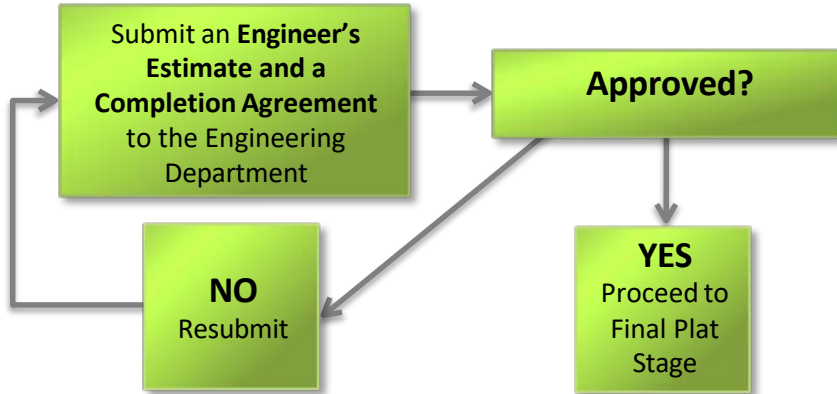 Submit an Engineer’s
Estimate and a
Completion Agreement
to the Engineering
Department
Approved?
NO
Resubmit
YES
Proceed to
Final Plat
Stage